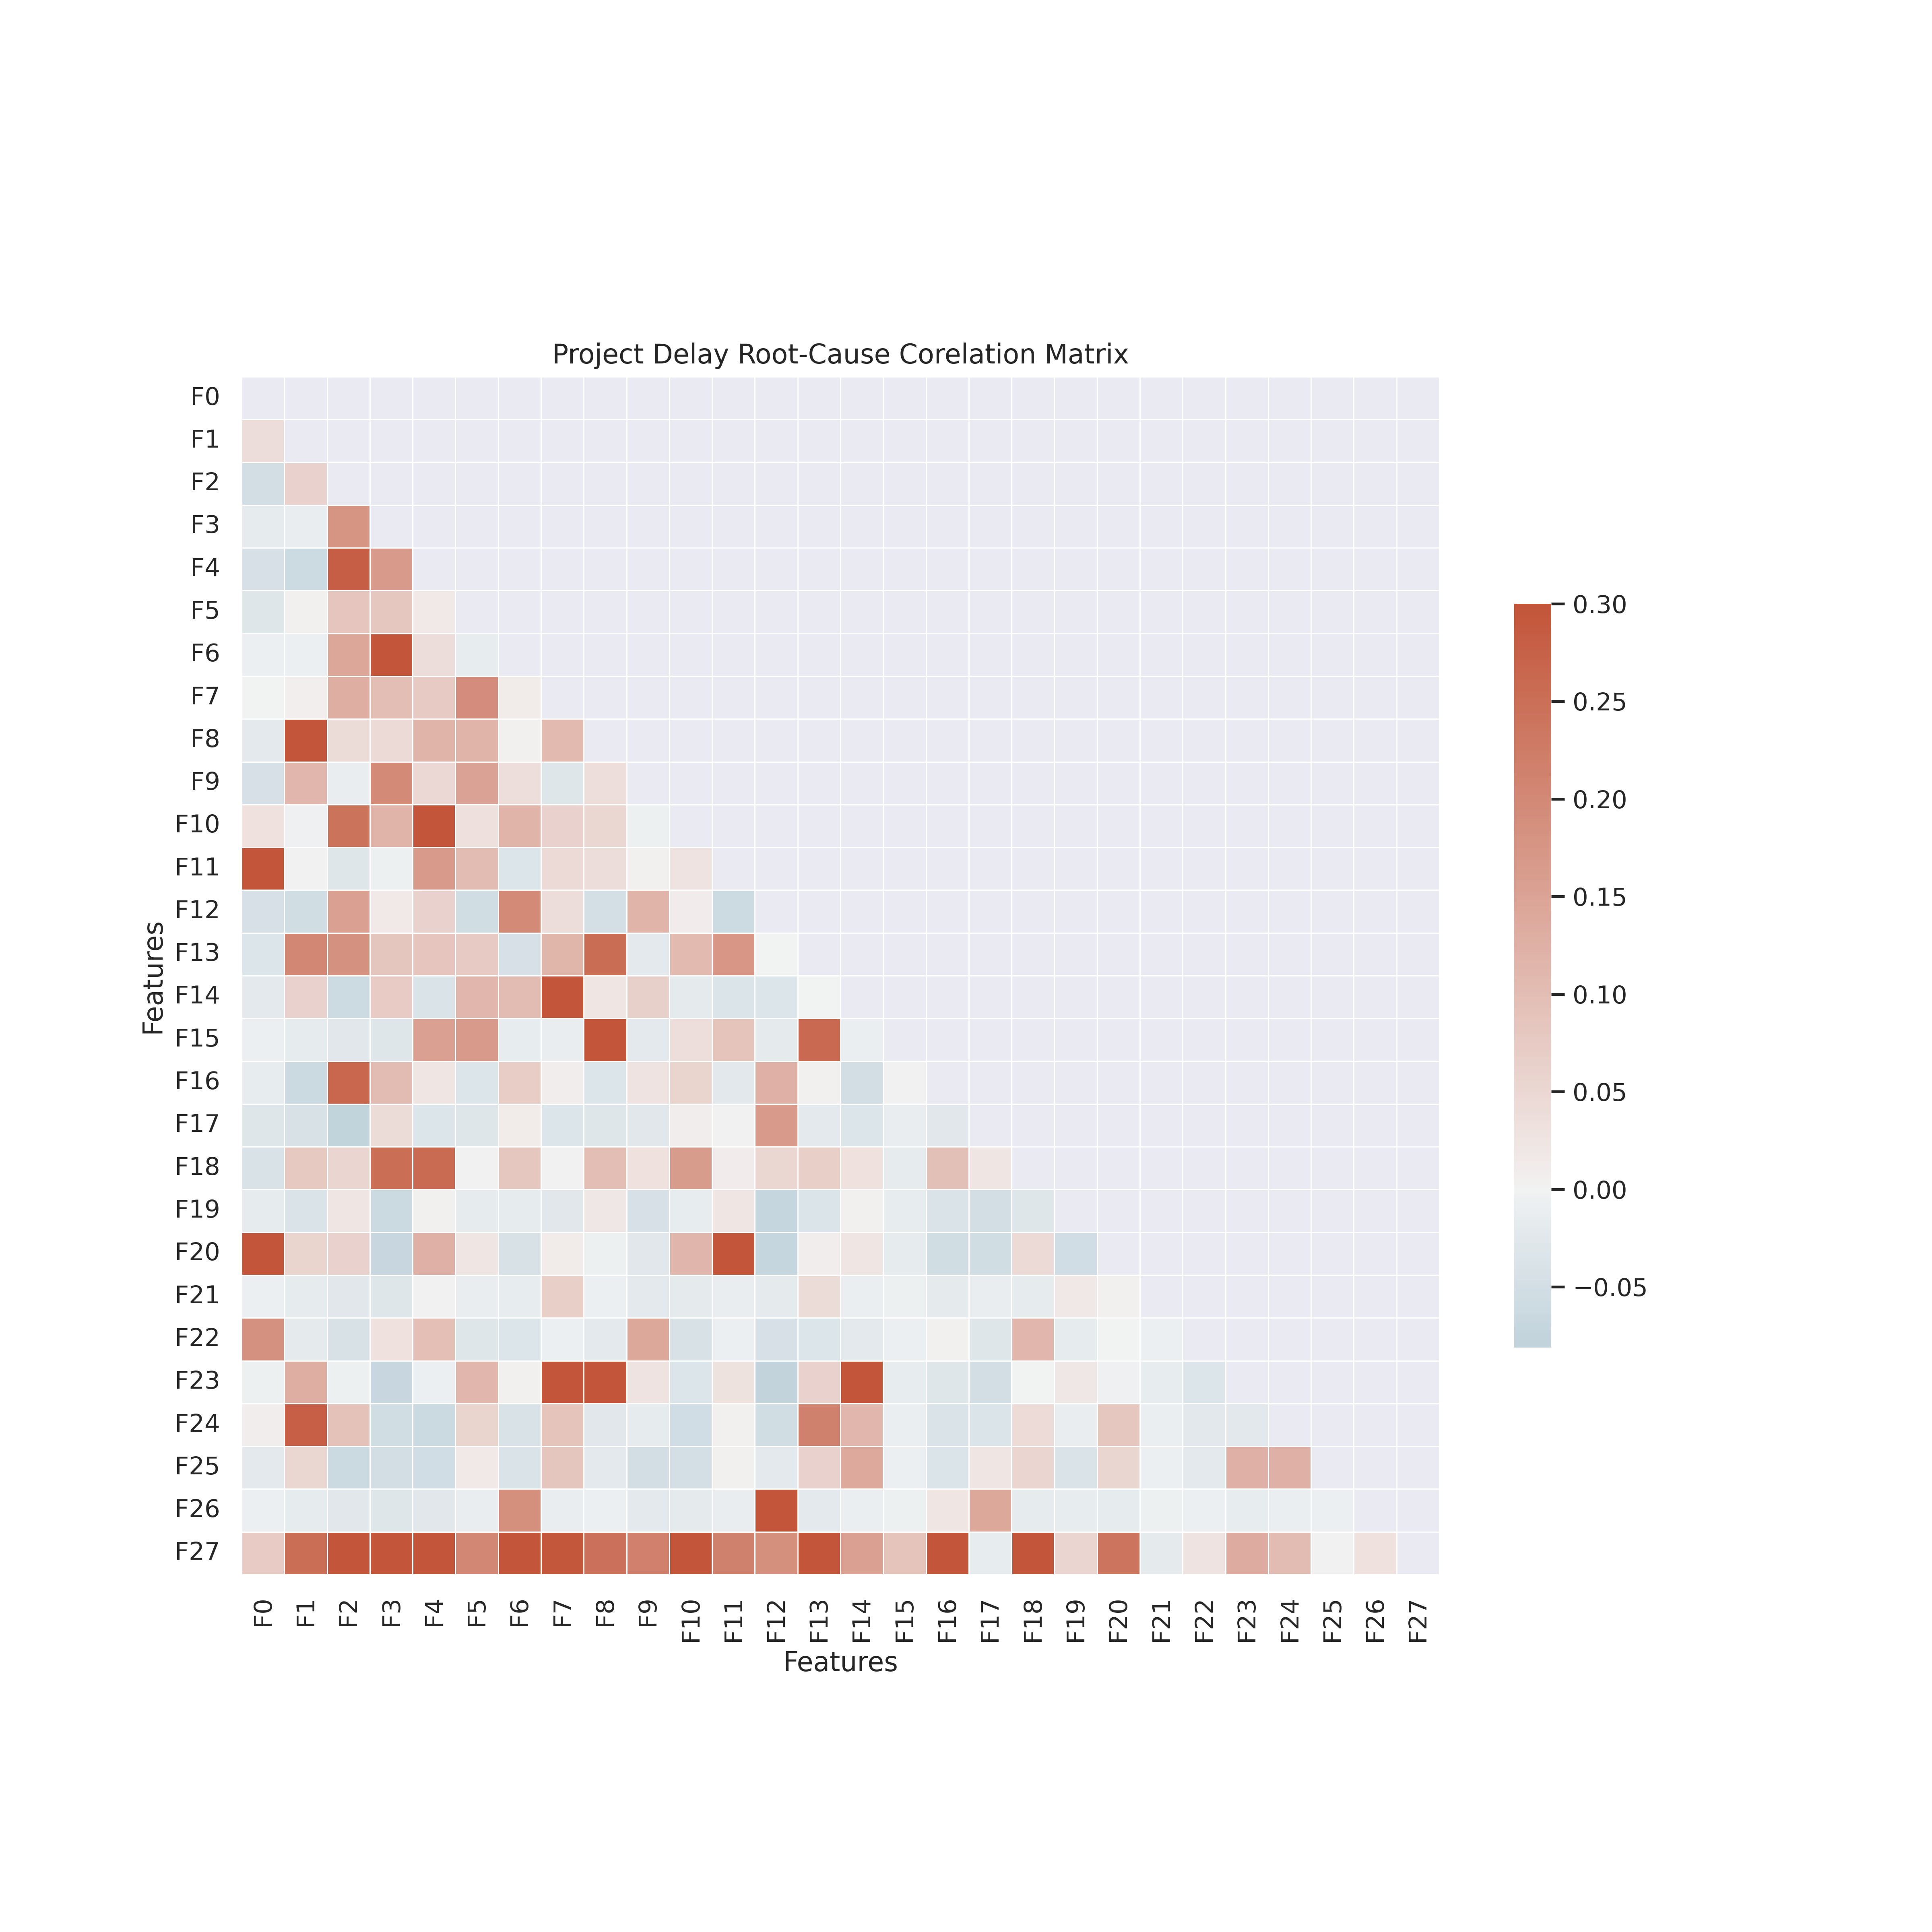 Project Delay Root-Cause Corelation Matrix
F0
F1
F2
F3
F4
F5
F6
F7
F8
F9
F10
F11
F12
F13
F14
F15
F16
F17
F18
F19
F20
F21
F22
F23
F24
F25
F26
F27
Features
F0 F1 F2 F3 F4 F5 F6 F7 F8 F9 F10 F11 F12 F13 F14 F15 F16 F17 F18 F19 F20 F21 F22 F23 F24 F25 F26 F27
Features
0.30
0.25
0.20
0.15
0.10
0.05
0.00
−0.05